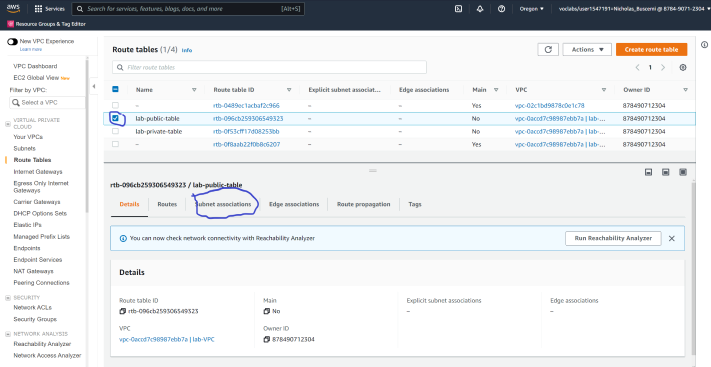 aws
Services
Search for services, features, blogs, docs, and more
[Alt+S]
Oregon
voclabs/user1547191=Nicholas_Buscemi @ 8784-9071-2304
Resource Groups & Tag Editor
New VPC Experience
Learn more
VPC Dashboard
EC2 Global View New
Filter by VPC:
Select a VPC
VIRTUAL PRIVATE
CLOUD
Your VPCs
Subnets
Route Tables
Internet Gateways
Egress Only Internet
Gateways
Carrier Gateways
DHCP Options Sets
Elastic IPs
Managed Prefix Lists
Endpoints
Endpoint Services
NAT Gateways
Peering Connections
SECURITY
Network ACLs
Security Groups
NETWORK ANALYSIS
Reachability Analyzer
Network Access Analyzer
Route tables (1/4) Info
Actions
Create route table
Filter route tables
1
Name Route table ID Explicit subnet associat... Edge associations Main VPC Owner ID
– rtb-0489ec1acbaf2c966 – – Yes vpc-02c1bd9878c0e1c78 878490712304
lab-public-table rtb-096cb259306549323 – – No vpc-0accd7c98987ebb7a | lab-... 878490712304
lab-private-table rtb-0f53cff17d08253bb – – No vpc-0accd7c98987ebb7a | lab-... 878490712304
– rtb-0f8aab22f0b8c6207 – – Yes vpc-0accd7c98987ebb7a | lab-... 878490712304
rtb-096cb259306549323 / lab-public-table
Details Routes Subnet associations Edge associations Route propagation Tags
You can now check network connectivity with Reachability Analyzer
Run Reachability Analyzer
Details
Route table ID
rtb-096cb259306549323
Main
No
Explicit subnet associations
–
Edge associations
–
VPC
vpc-0accd7c98987ebb7a | lab-VPC
Owner ID
878490712304